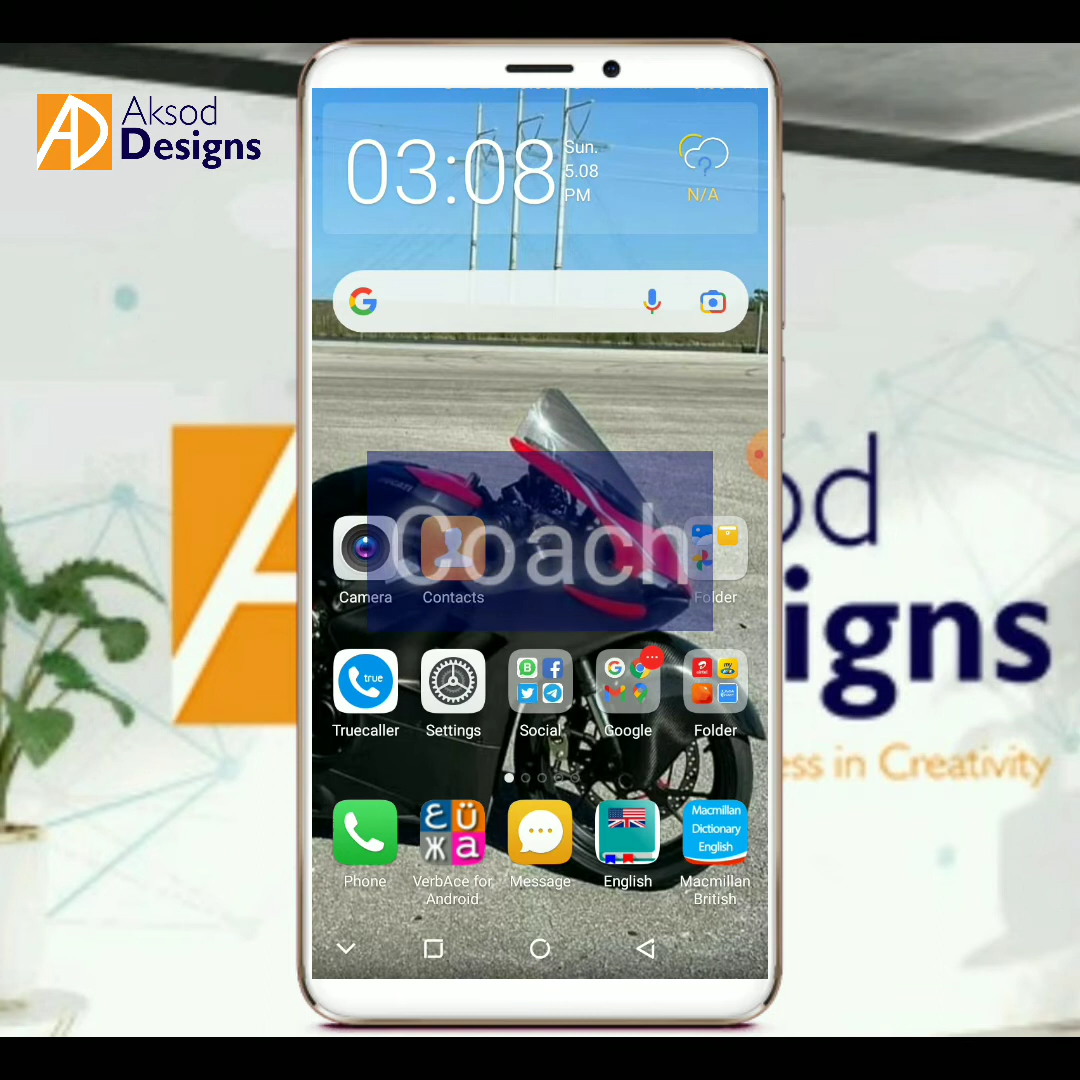 Aksod
Designs
03:08
Sun.
5.08
PM
N/A
Coach
Camera
Contacts
Folder
Truecaller
Settings
Social
Google
Folder
true
Macmillan
Dictionary
English
Phone
VerbAce for
Android
Message
English
Macmillan
British
od
igns
ess in Creativity